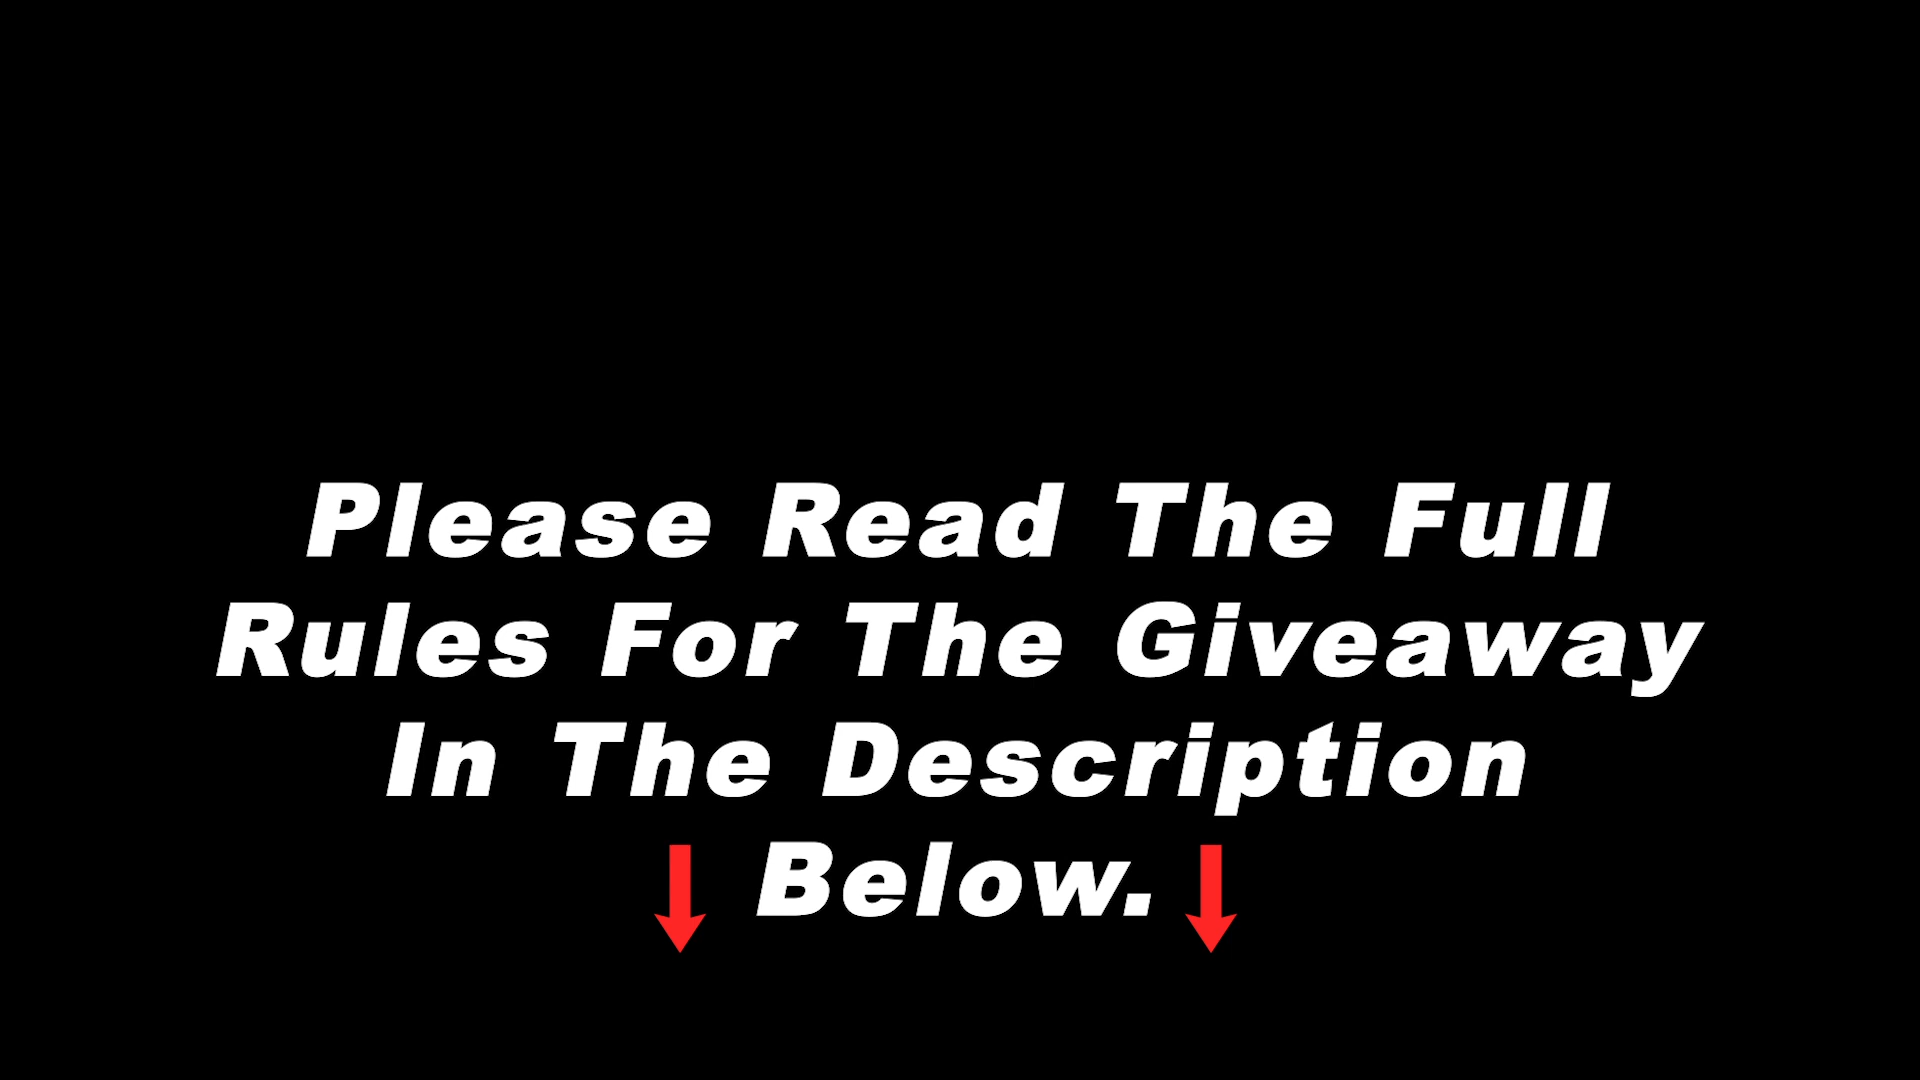 Please Read The Full
Rules For The Giveaway
In The Description
Below.